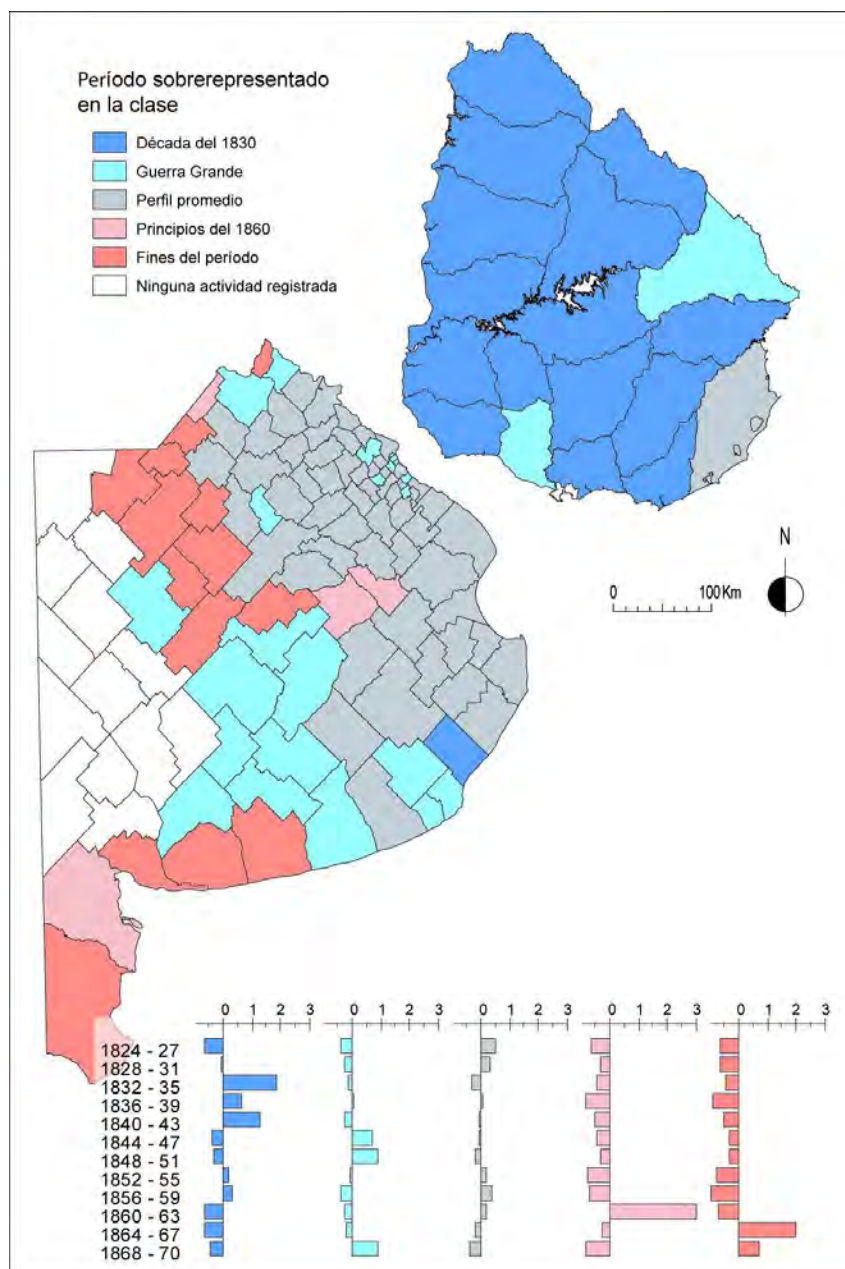 Período sobrerepresentado
en la clase
Década del 1830
Guerra Grande
Perfil promedio
Principios del 1860
Fines del período
Ninguna actividad registrada
N
0 100Km
0 1 2 3 0 1 2 3 0 1 2 3 0 1 2 3 0 1 2 3
1824 - 27
1828 - 31
1832 - 35
1836 - 39
1840 - 43
1844 - 47
1848 - 51
1852 - 55
1856 - 59
1860 - 63
1864 - 67
1868 - 70